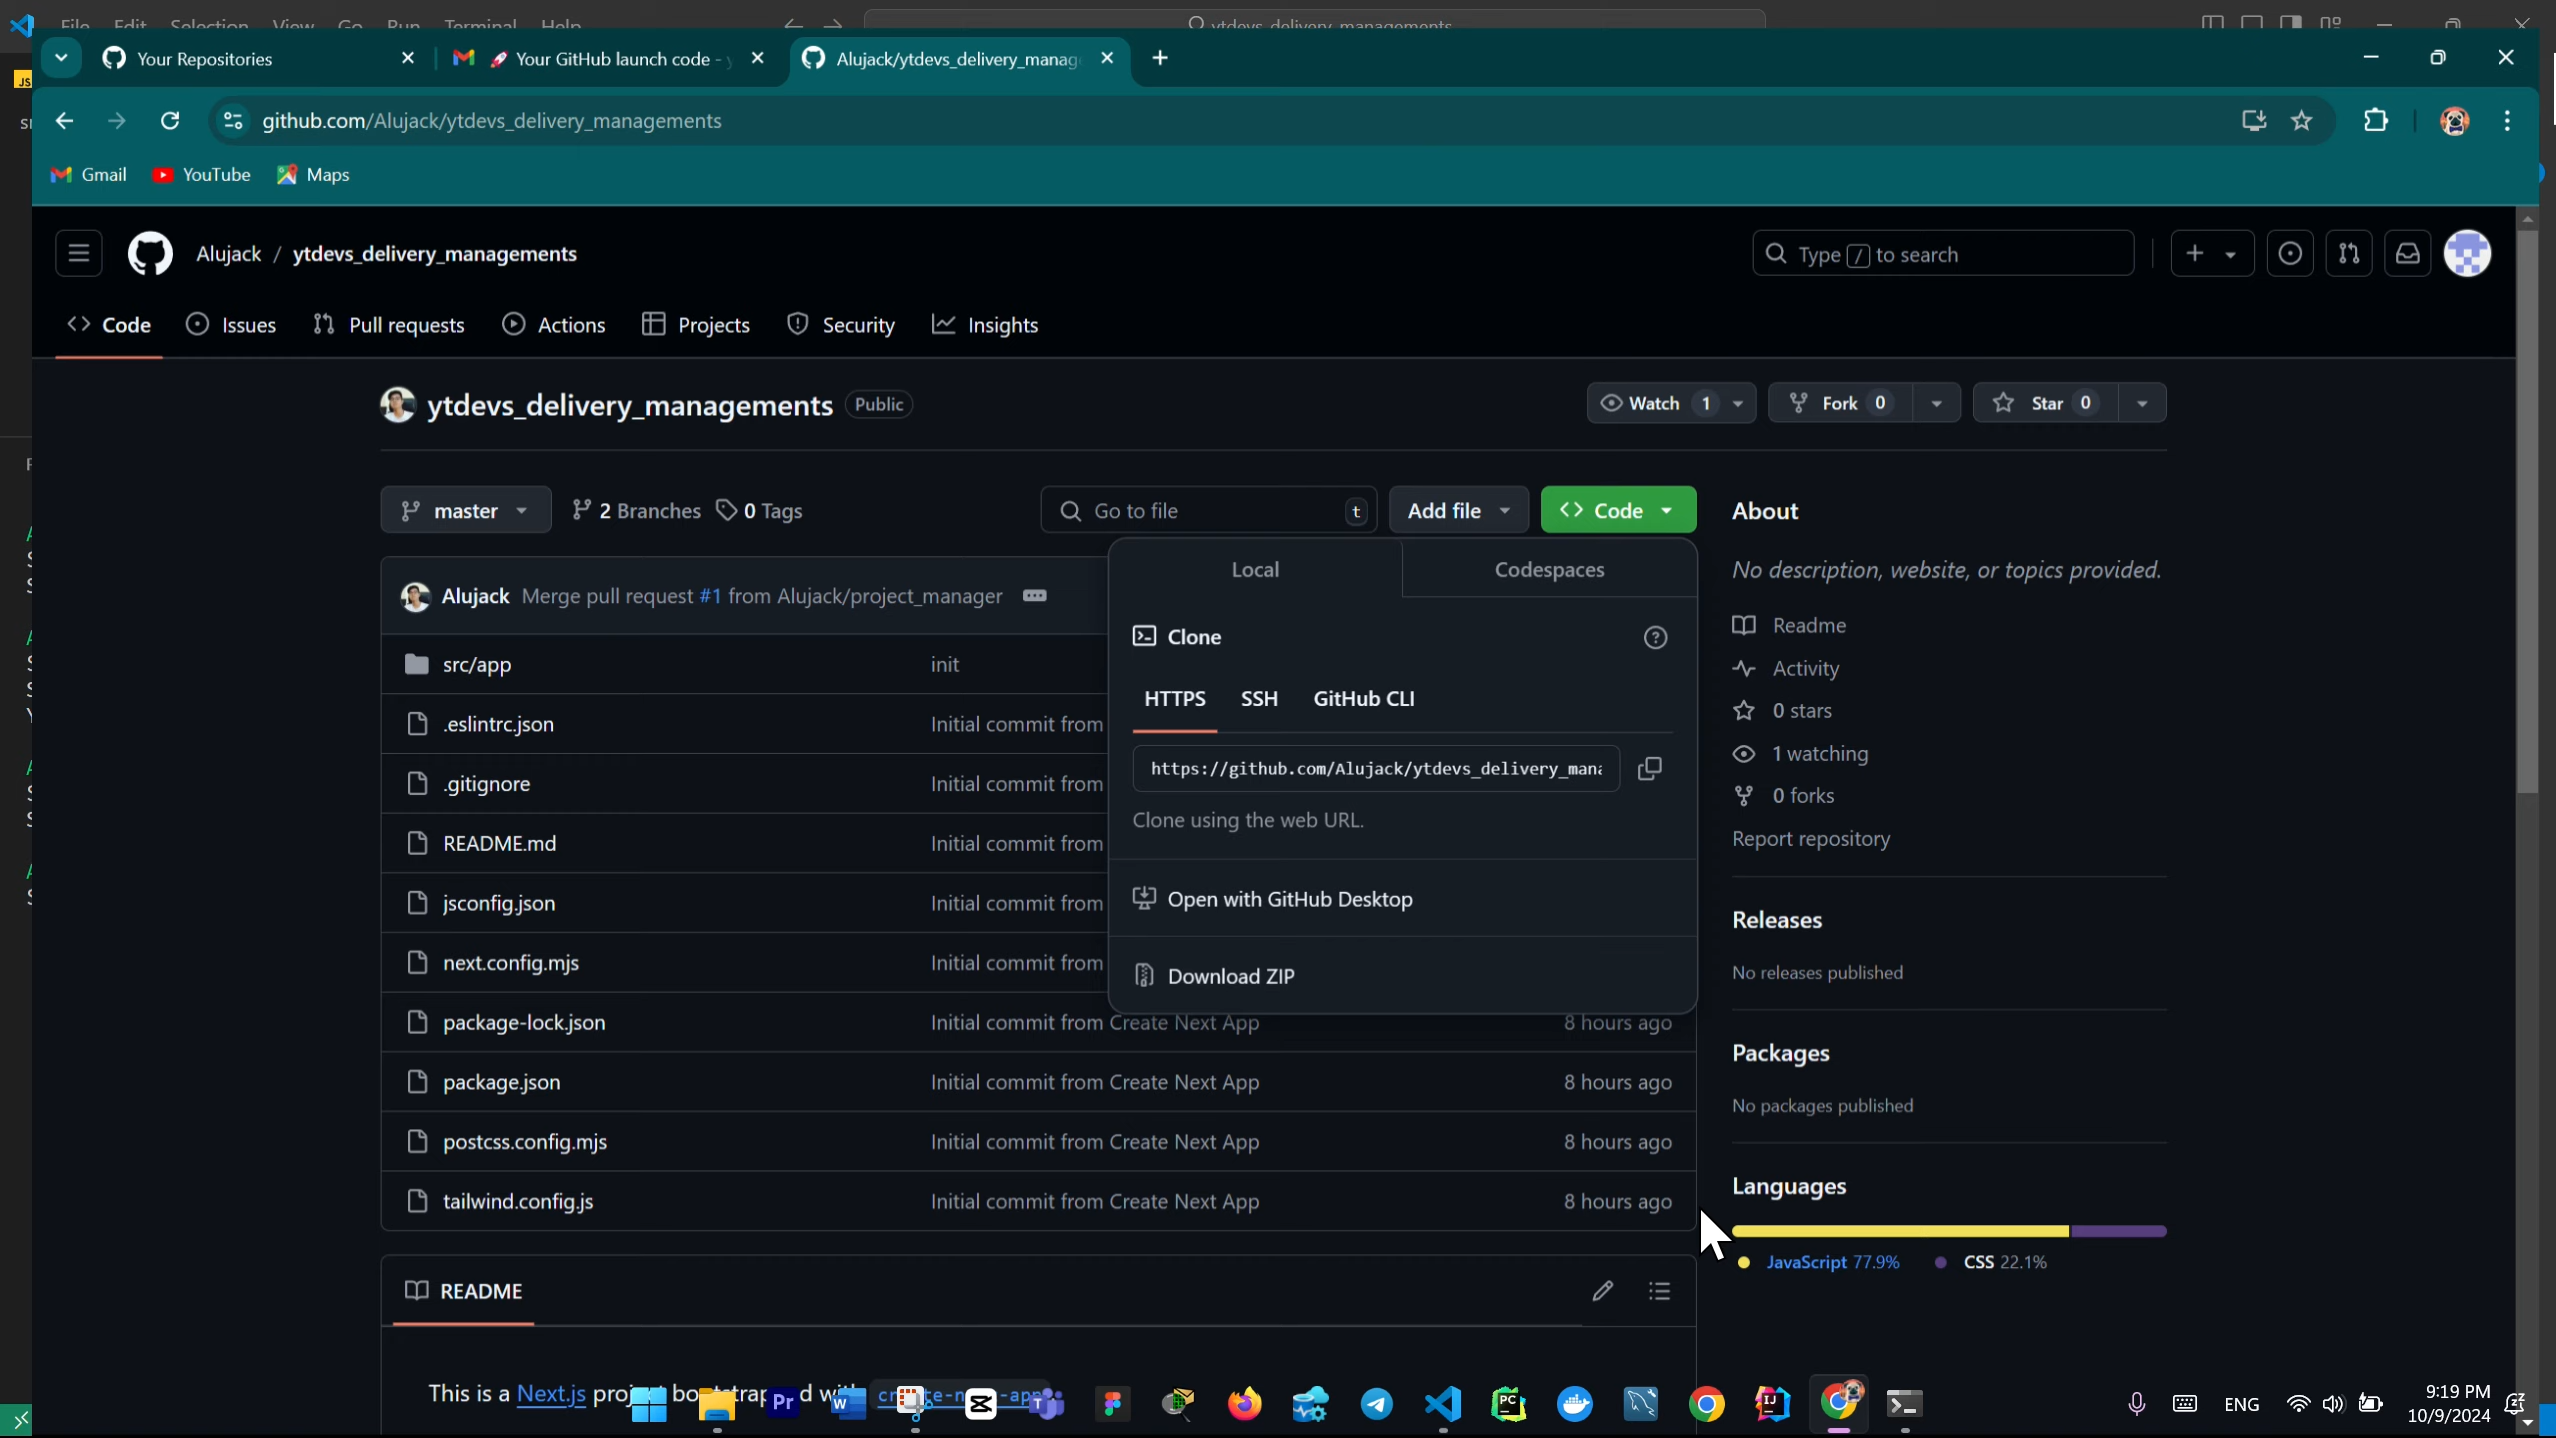 File Edit Selection View Go Run Terminal Help
ytdevs_delivery_managements
Your Repositories
Your GitHub launch code -
Alujack/ytdevs_delivery_manag
github.com/Alujack/ytdevs_delivery_managements
Gmail YouTube Maps
Alujack / ytdevs_delivery_managements
Type / to search
Code Issues Pull requests Actions Projects Security Insights
ytdevs_delivery_managements Public
Watch 1 Fork 0 Star 0
master 2 Branches 0 Tags
Go to file t Add file Code
About
Local Codespaces
No description, website, or topics provided.
Alujack Merge pull request #1 from Alujack/project_manager
Clone
Readme
src/app init
Activity
HTTPS SSH GitHub CLI
0 stars
.eslintrc.json Initial commit from
1 watching
https://github.com/Alujack/ytdevs_delivery_mana
.gitignore Initial commit from
0 forks
Clone using the web URL.
README.md Initial commit from
Report repository
jsconfig.json Initial commit from
Open with GitHub Desktop
Releases
next.config.mjs Initial commit from
Download ZIP
No releases published
package-lock.json Initial commit from Create Next App 8 hours ago
Packages
package.json Initial commit from Create Next App 8 hours ago
No packages published
postcss.config.mjs Initial commit from Create Next App 8 hours ago
Languages
tailwind.config.js Initial commit from Create Next App 8 hours ago
JavaScript 77.9% CSS 22.1%
README
This is a Next.js
ENG
9:19 PM
10/9/2024